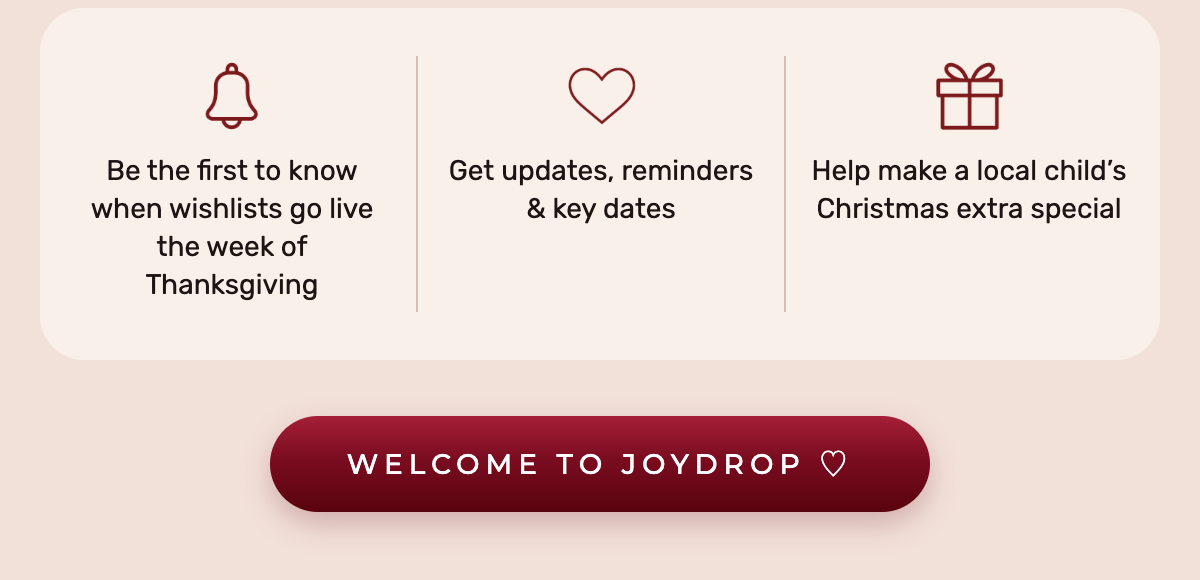 Be the first to know
when wishlists go live
the week of
Thanksgiving
Get updates, reminders
& key dates
Help make a local child’s
Christmas extra special
WELCOME TO JOYDROP ♡